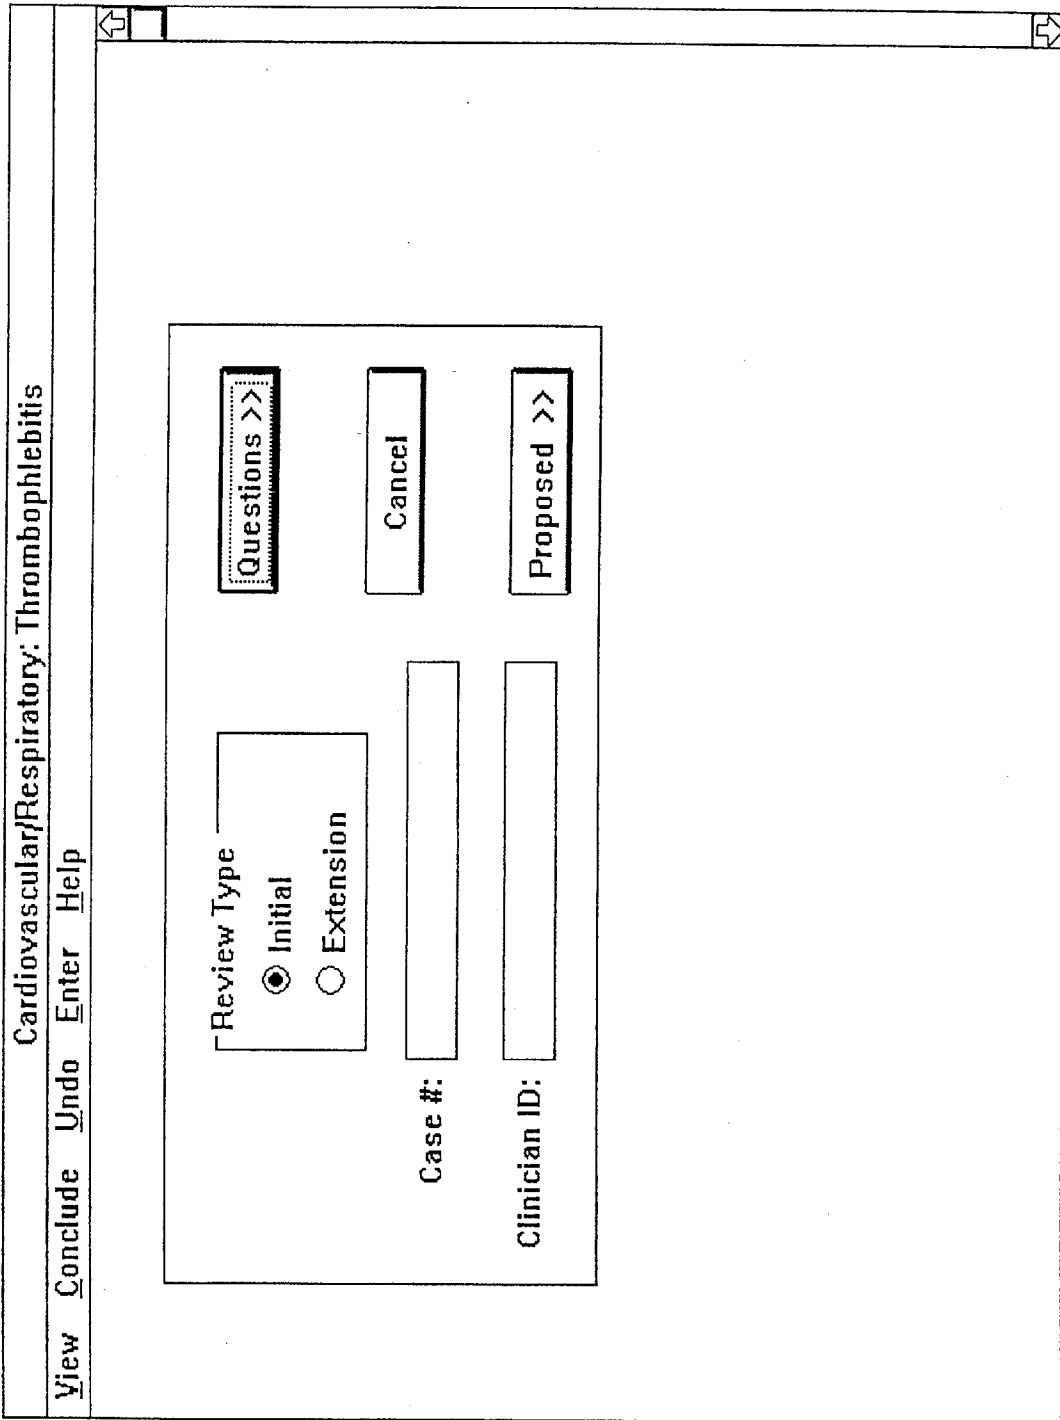 Cardiovascular/Respiratory: Thrombophlebitis
View Conclude Undo Enter Help
Review Type
Initial
Extension
Case #:
Clinician ID:
Questions >>
Cancel
Proposed >>